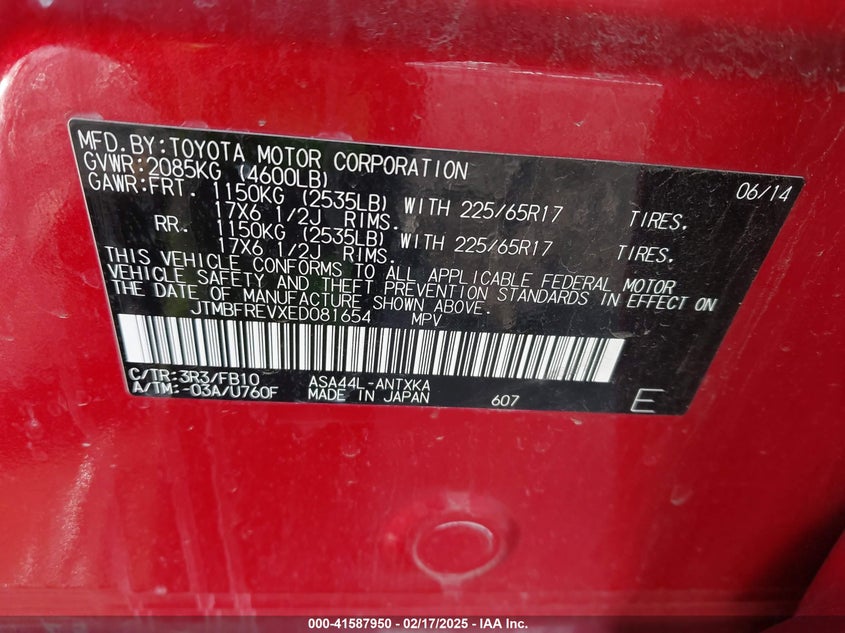 MFD.BY:TOYOTA MOTOR CORPORATION 06/14
GVWR:2085KG (4600LB)
GAWR:FRT. 1150KG (2535LB) WITH 225/65R17 TIRES.
17X6 1/2J RIMS.
RR. 1150KG (2535LB) WITH 225/65R17 TIRES.
17X6 1/2J RIMS.
THIS VEHICLE CONFORMS TO ALL APPLICABLE FEDERAL MOTOR
VEHICLE SAFETY AND THEFT PREVENTION STANDARDS IN EFFECT ON
THE DATE OF MANUFACTURE SHOWN ABOVE.
JTMBFREVXED081654 MPV
C/TR:3R3/FB10 ASA44L-ANTXKA
A/TM:-03A/U760F MADE IN JAPAN 607 E
000-41587950 - 02/17/2025 - IAA Inc.